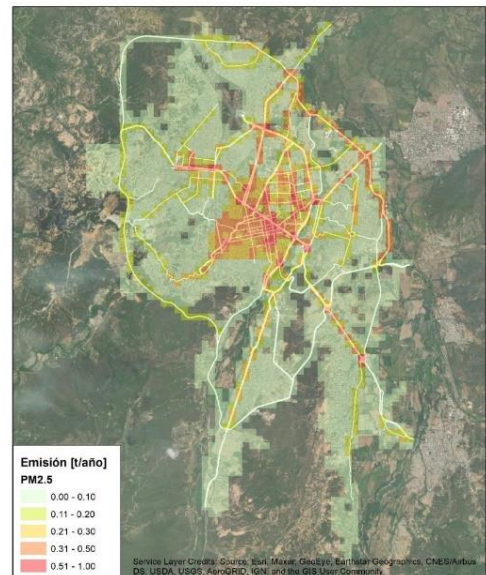 Emisión [t/año]
PM2.5
0.00 - 0.10
0.11 - 0.20
0.21 - 0.30
0.31 - 0.50
0.51 - 1.00
Service Layer Credits: Source: Esri, Maxar, GeoEye, Earthstar Geographics, CNES/Airbus
DS, USDA, USGS, AeroGRID, IGN, and the GIS User Community